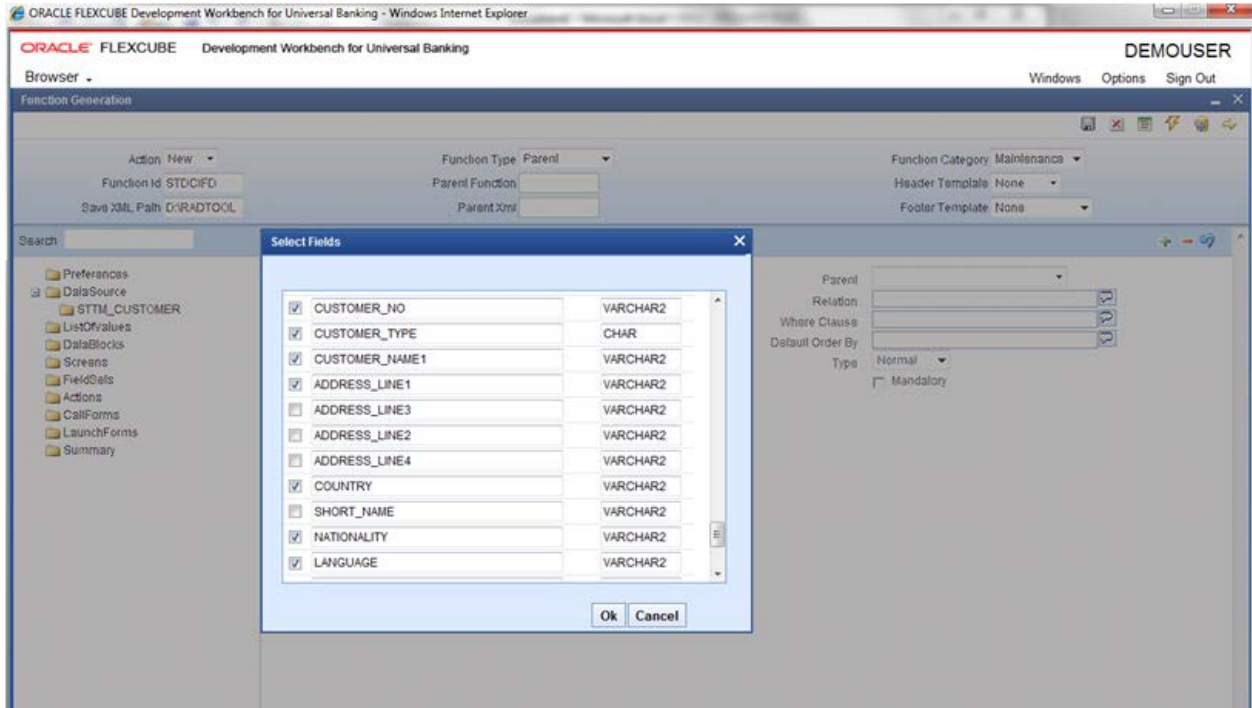 ORACLE FLEXCUBE Development Workbench for Universal Banking - Windows Internet Explorer
ORACLE FLEXCUBE Development Workbench for Universal Banking DEMOUSER
Browser Windows Options Sign Out
Function Generation
Action New Function Type Parent Function Category Maintenance
Function Id STDCIFD Parent Function Header Template None
Save XML Path D:\RADTOOL Parent Xml Footer Template None
Search
Preferences
DataSource
STTM_CUSTOMER
ListOfValues
DataBlocks
Screens
FieldSets
Actions
CallForms
LaunchForms
Summary
Select Fields
CUSTOMER_NO VARCHAR2
CUSTOMER_TYPE CHAR
CUSTOMER_NAME1 VARCHAR2
ADDRESS_LINE1 VARCHAR2
ADDRESS_LINE3 VARCHAR2
ADDRESS_LINE2 VARCHAR2
ADDRESS_LINE4 VARCHAR2
COUNTRY VARCHAR2
SHORT_NAME VARCHAR2
NATIONALITY VARCHAR2
LANGUAGE VARCHAR2
Ok Cancel
Parent
Relation
Where Clause
Default Order By
Type Normal
Mandatory